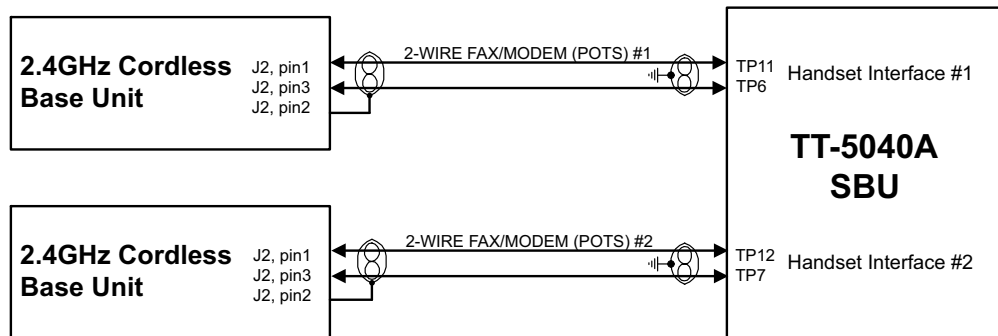 2.4GHz Cordless
Base Unit
J2, pin1
J2, pin3
J2, pin2
2-WIRE FAX/MODEM (POTS) #1
TP11
TP6
Handset Interface #1
TT-5040A
SBU
2.4GHz Cordless
Base Unit
J2, pin1
J2, pin3
J2, pin2
2-WIRE FAX/MODEM (POTS) #2
TP12
TP7
Handset Interface #2